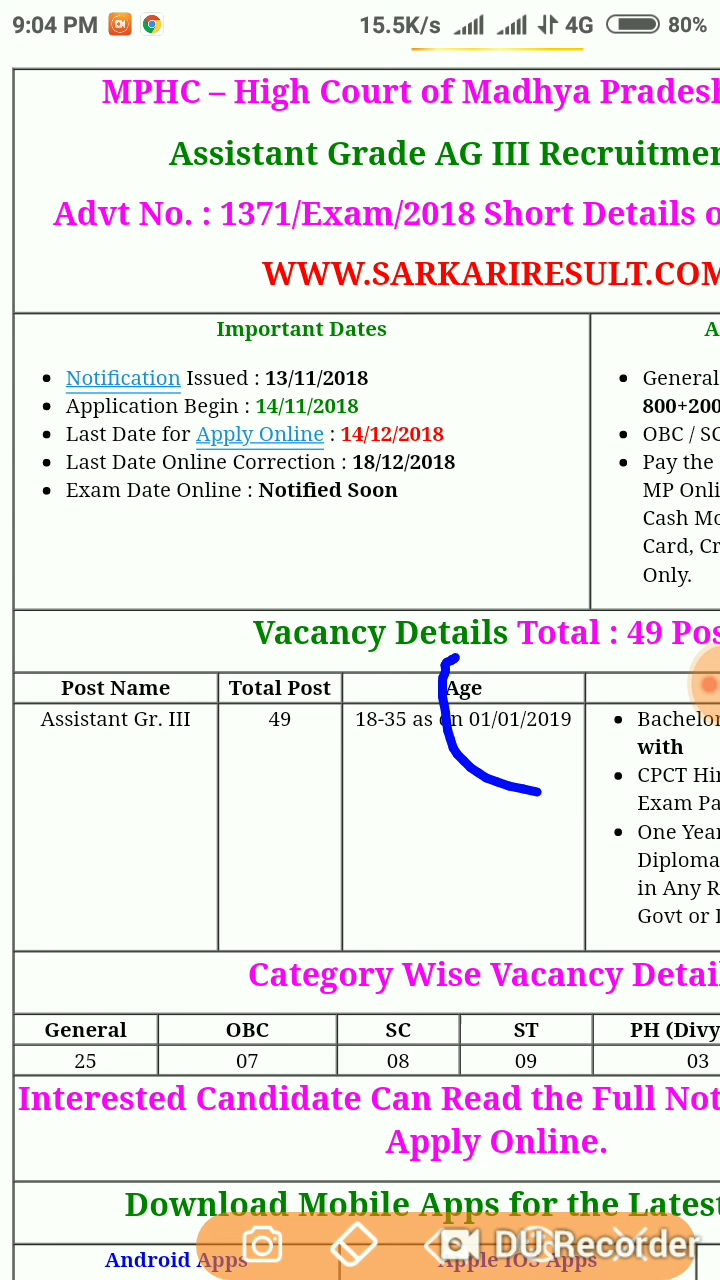 9:04 PM 15.5K/s 4G 80%
MPHC – High Court of Madhya Pradesh
Assistant Grade AG III Recruitmen
Advt No. : 1371/Exam/2018 Short Details o
WWW.SARKARIRESULT.COM
Important Dates
Notification Issued : 13/11/2018
Application Begin : 14/11/2018
Last Date for Apply Online : 14/12/2018
Last Date Online Correction : 18/12/2018
Exam Date Online : Notified Soon
A
General
800+200
OBC / SC
Pay the
MP Onli
Cash Mo
Card, Cr
Only.
Vacancy Details Total : 49 Pos
Post Name Total Post Age
Assistant Gr. III 49 18-35 as on 01/01/2019
Bachelor
with
CPCT Hin
Exam Pa
One Year
Diploma
in Any R
Govt or
Category Wise Vacancy Detai
General OBC SC ST PH (Divy
25 07 08 09 03
Interested Candidate Can Read the Full Not
Apply Online.
Download Mobile Apps for the Latest
Android Apps Apple IOS Apps
DU Recorder